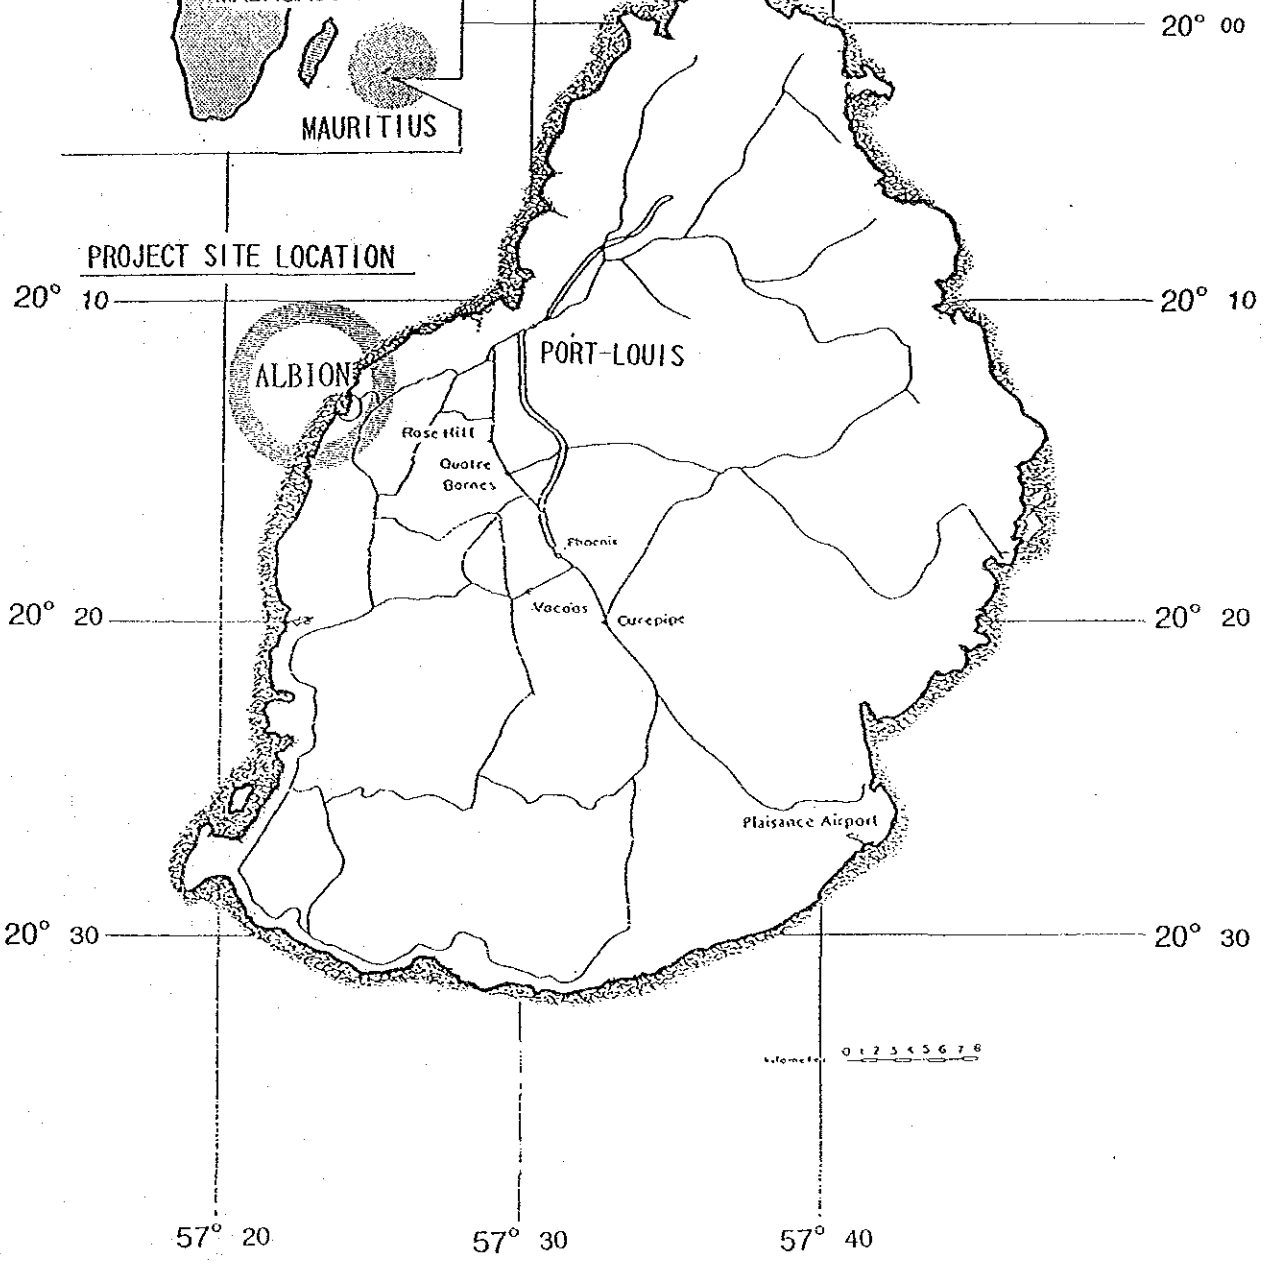 20° 00
MAURITIUS
PROJECT SITE LOCATION
20° 10
20° 10
PORT-LOUIS
ALBION
Rose Hill
Quatre
Bornes
Phoenix
Vacoas
Curepipe
20° 20
20° 20
Plaisance Airport
20° 30
20° 30
kilometer 0 1 2 3 4 5 6 7 8
57° 20
57° 30
57° 40